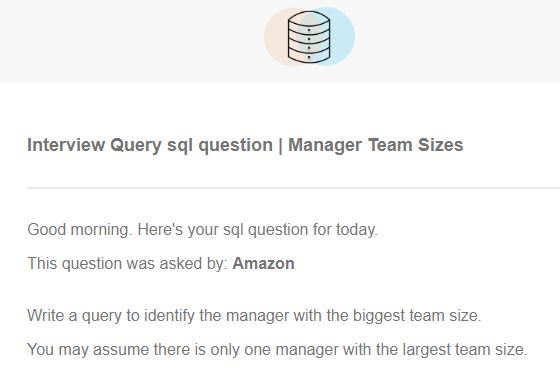 Interview Query sql question | Manager Team Sizes
Good morning. Here's your sql question for today.
This question was asked by: Amazon
Write a query to identify the manager with the biggest team size.
You may assume there is only one manager with the largest team size.